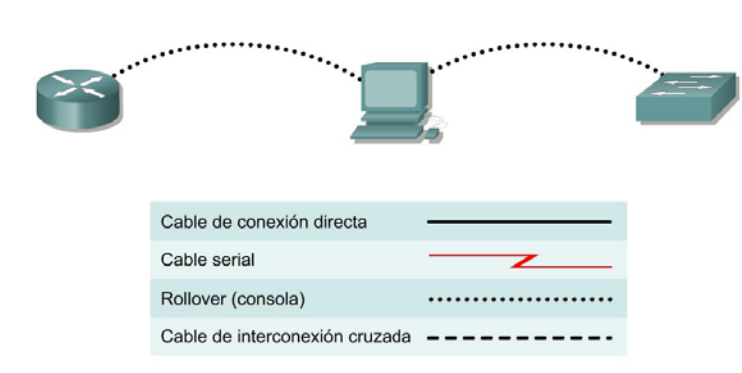 Cable de conexión directa
Cable serial
Rollover (consola)
Cable de interconexión cruzada